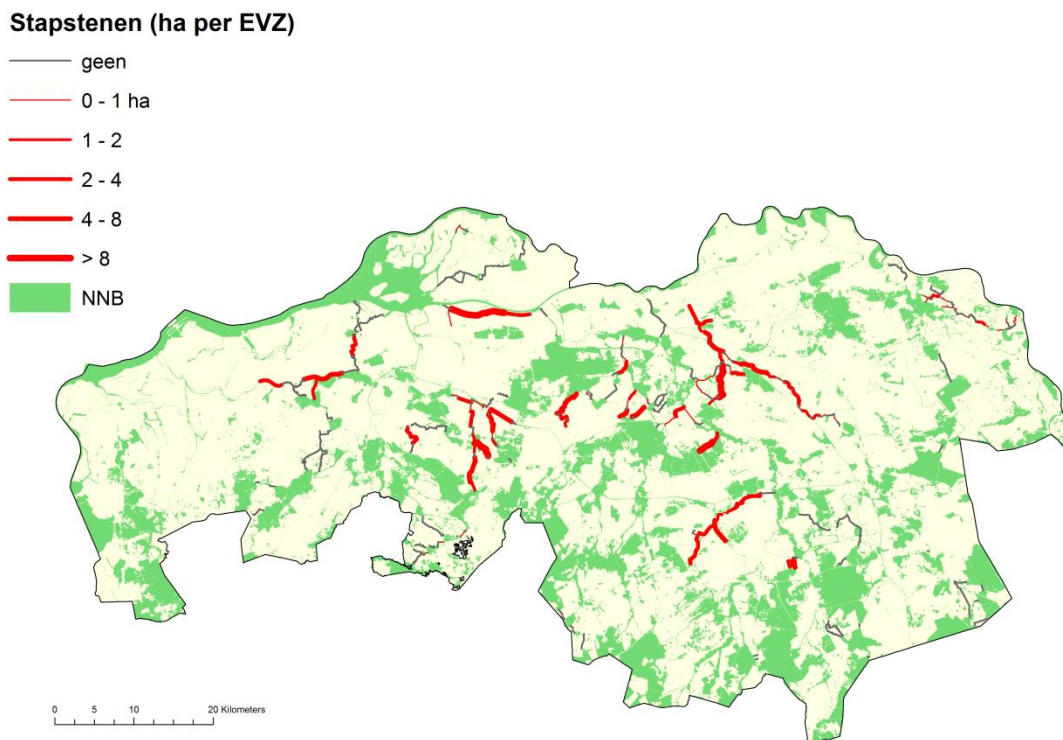 Stapstenen (ha per EVZ)
geen
0 - 1 ha
1 - 2
2 - 4
4 - 8
> 8
NNB
0 5 10 20 Kilometers